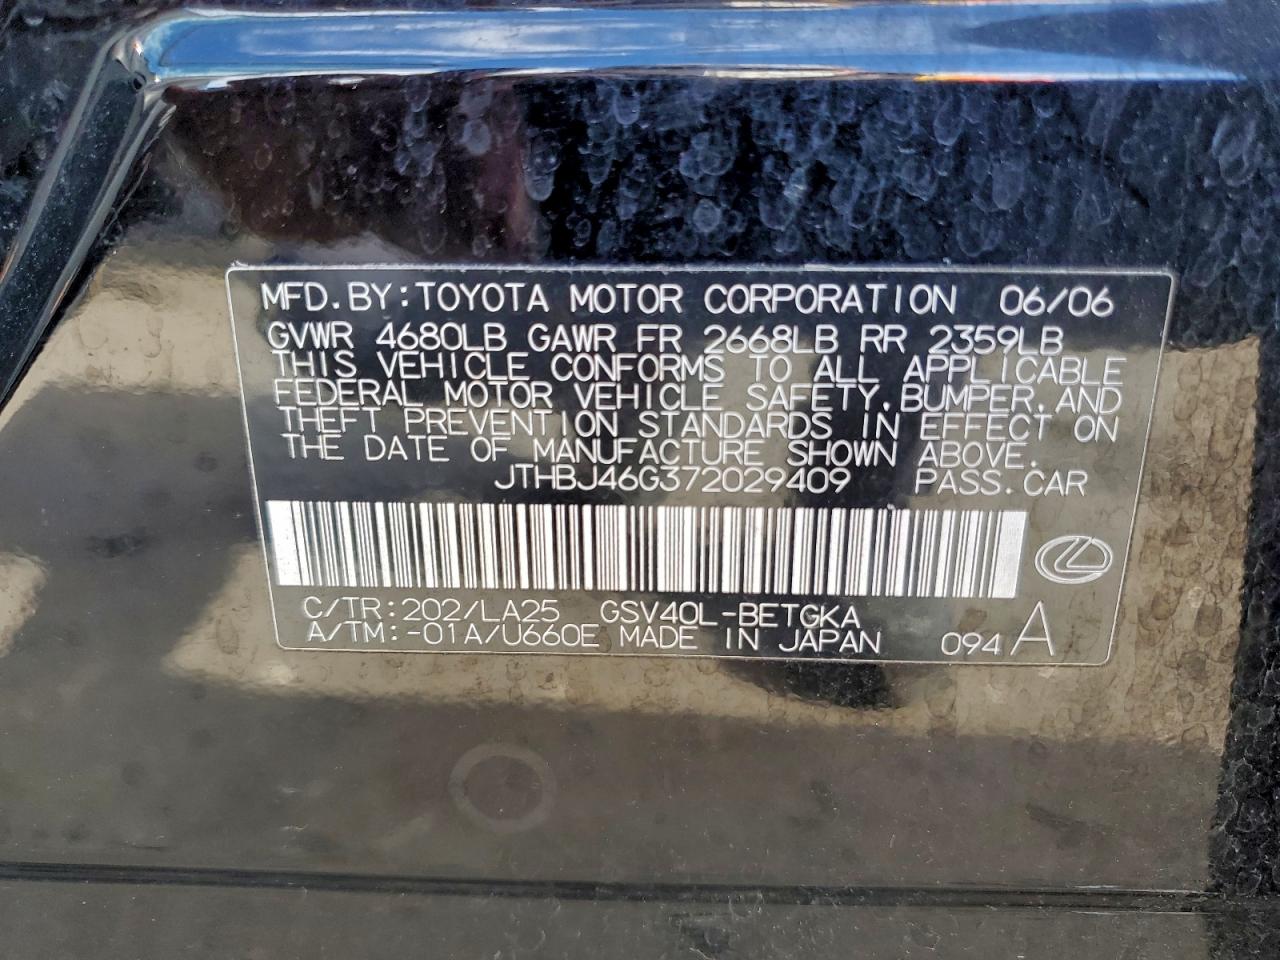 MFD.BY:TOYOTA MOTOR CORPORATION 06/06
GVWR 4680LB GAWR FR 2668LB RR 2359LB
THIS VEHICLE CONFORMS TO ALL APPLICABLE
FEDERAL MOTOR VEHICLE SAFETY,BUMPER,AND
THEFT PREVENTION STANDARDS IN EFFECT ON
THE DATE OF MANUFACTURE SHOWN ABOVE.
JTHBJ46G372029409 PASS.CAR
C/TR:202/LA25 GSV40L-BETGKA
A/TM:-01A/U660E MADE IN JAPAN 094 A